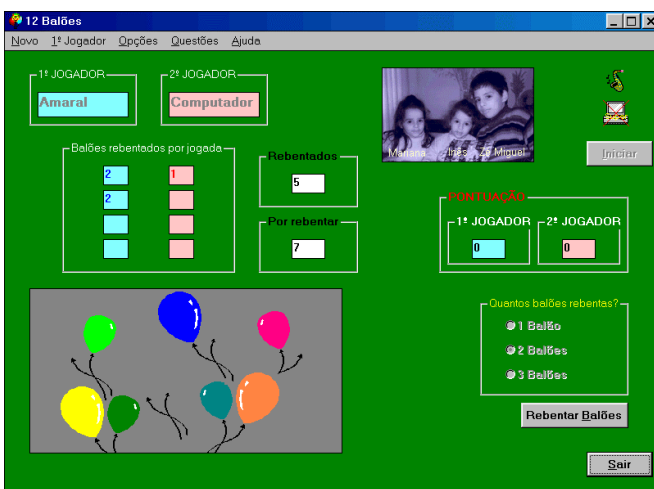 12 Balões
Novo 1º Jogador Opções Questões Ajuda
1º JOGADOR
Amaral
2º JOGADOR
Computador
Mariana Inês Zé Miguel
Iniciar
Balões rebentados por jogada
2 1
2
Rebentados
5
Por rebentar
7
PONTUAÇÃO
1º JOGADOR 2º JOGADOR
0 0
Quantos balões rebentas?
1 Balão
2 Balões
3 Balões
Rebentar Balões
Sair